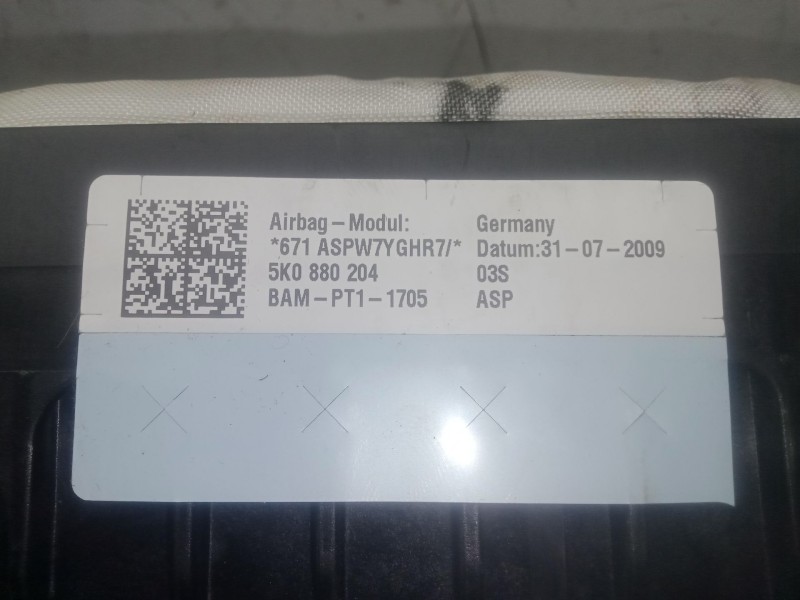 Airbag-Modul: Germany
*671 ASPW7YGHR7/* Datum:31-07-2009
5K0 880 204 03S
BAM-PT1-1705 ASP